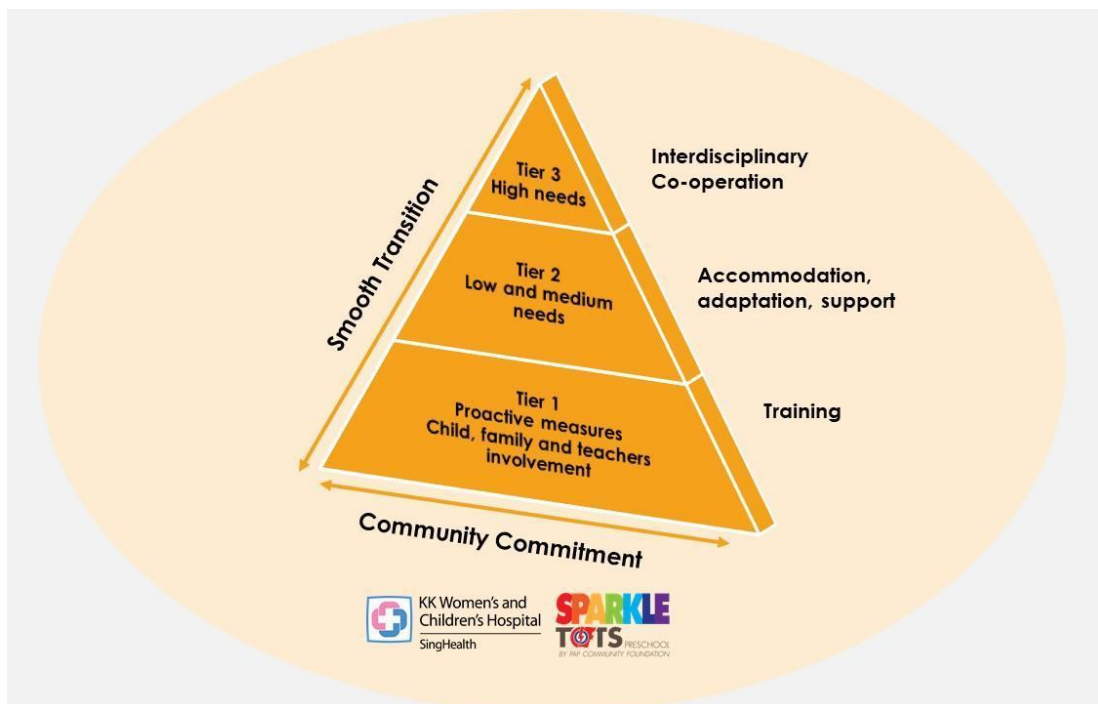 Tier 3
High needs
Interdisciplinary
Co-operation
Smooth Transition
Tier 2
Low and medium
needs
Accommodation,
adaptation, support
Tier 1
Proactive measures
Child, family and teachers
involvement
Training
Community Commitment
KK Women's and
Children's Hospital
SingHealth
SPARKLE
TOTS PRESCHOOL
BY PAP COMMUNITY FOUNDATION